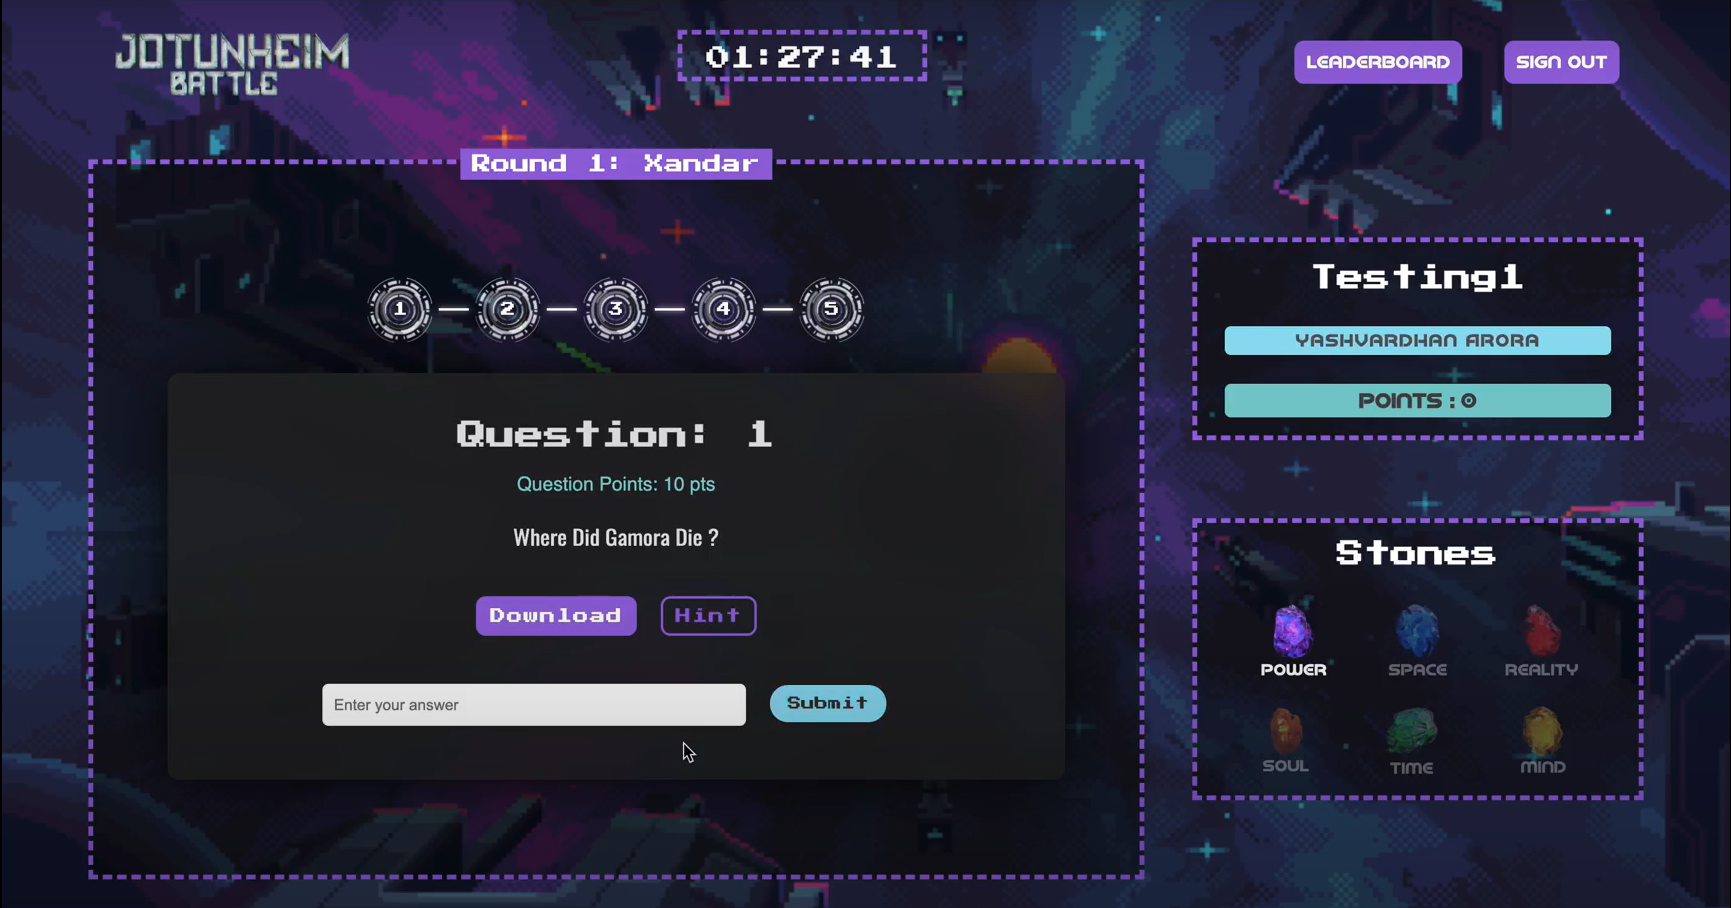 JOTUNHEIM
BATTLE
01:27:41
LEADERBOARD
SIGN OUT
Round 1: Xandar
1
2
3
4
5
Question: 1
Question Points: 10 pts
Where Did Gamora Die ?
Download
Hint
Enter your answer
Submit
Testing1
YASHVARDHAN ARORA
POINTS : 0
Stones
POWER
SPACE
REALITY
SOUL
TIME
MIND